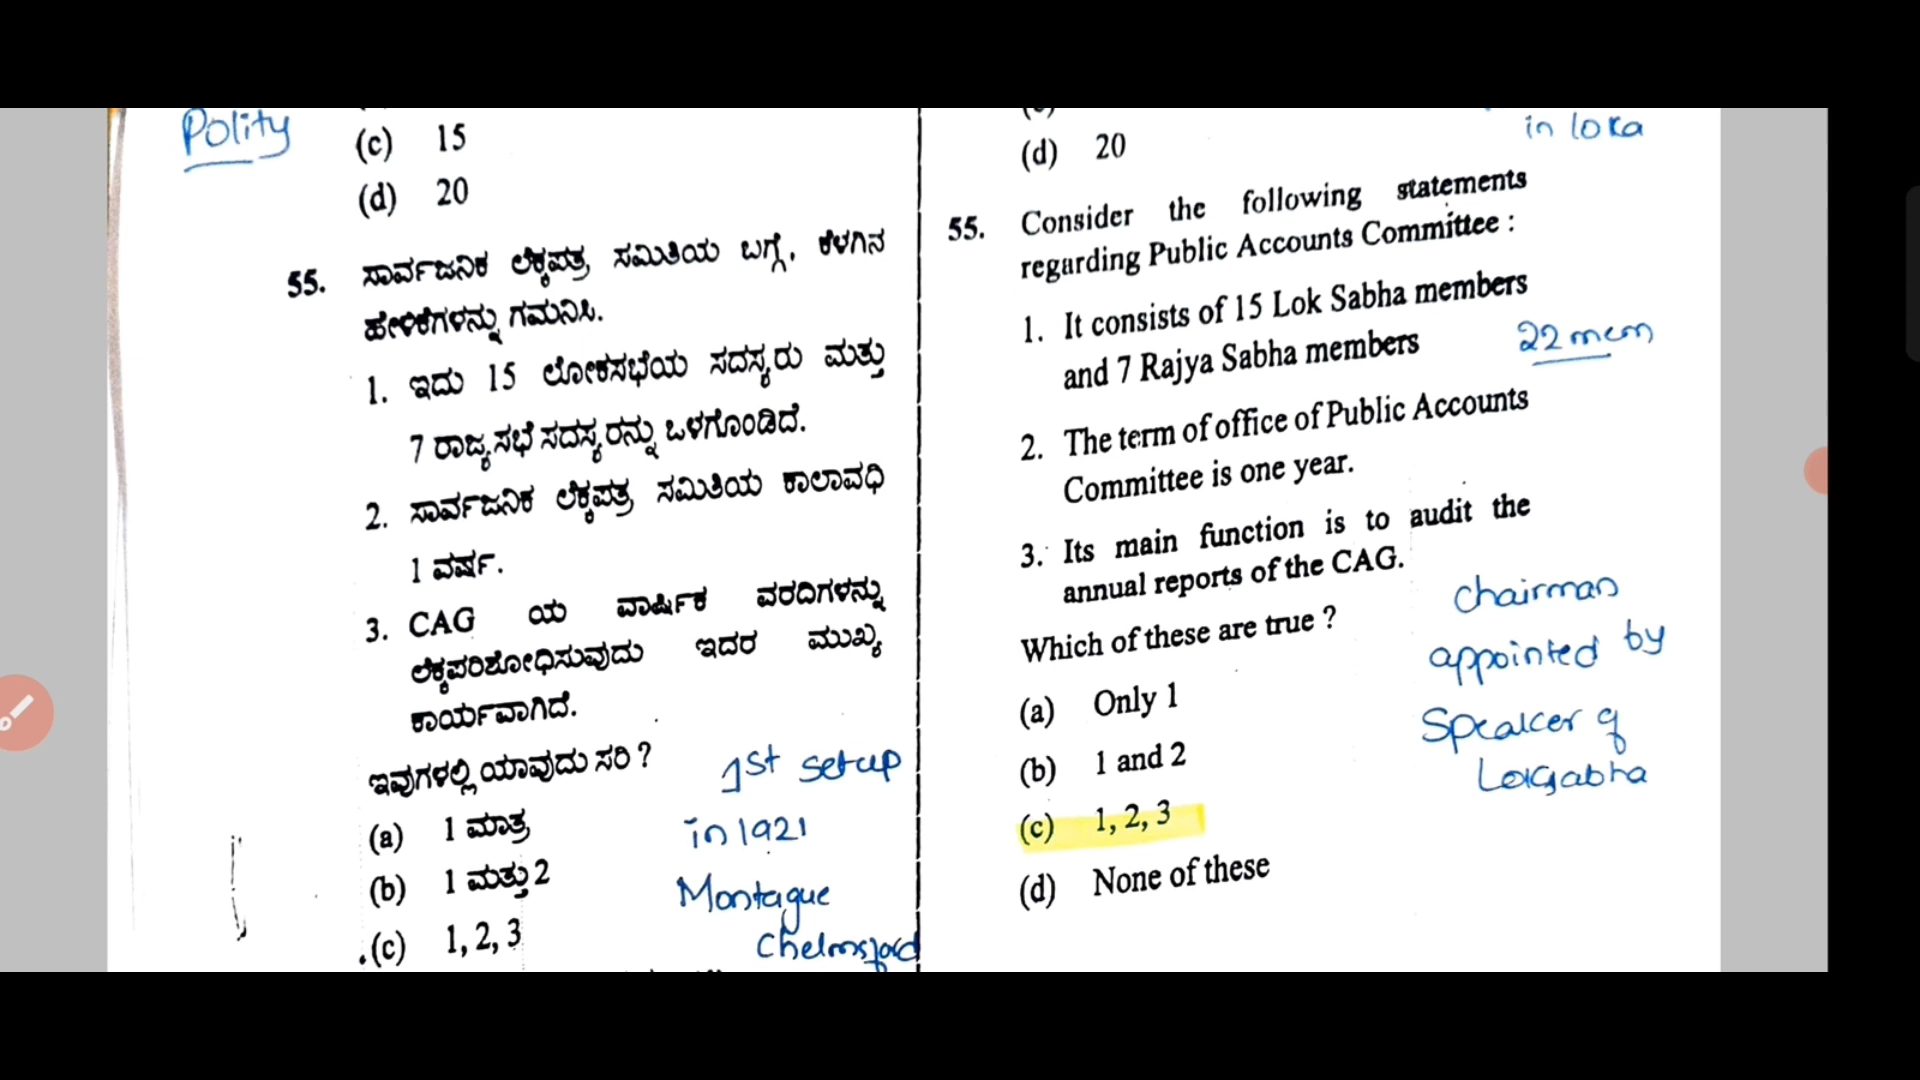 Polity
(c) 15
(d) 20
55. ಸಾರ್ವಜನಿಕ ಲೆಕ್ಕಪತ್ರ ಸಮಿತಿಯ ಬಗ್ಗೆ, ಕೆಳಗಿನ
ಹೇಳಿಕೆಗಳನ್ನು ಗಮನಿಸಿ.
1. ಇದು 15 ಲೋಕಸಭೆಯ ಸದಸ್ಯರು ಮತ್ತು
7 ರಾಜ್ಯಸಭೆ ಸದಸ್ಯರನ್ನು ಒಳಗೊಂಡಿದೆ.
2. ಸಾರ್ವಜನಿಕ ಲೆಕ್ಕಪತ್ರ ಸಮಿತಿಯ ಕಾಲಾವಧಿ
1 ವರ್ಷ.
3. CAG ಯ ವಾರ್ಷಿಕ ವರದಿಗಳನ್ನು
ಲೆಕ್ಕಪರಿಶೋಧಿಸುವುದು ಇದರ ಮುಖ್ಯ
ಕಾರ್ಯವಾಗಿದೆ.
ಇವುಗಳಲ್ಲಿ ಯಾವುದು ಸರಿ ?
(a) 1 ಮಾತ್ರ
(b) 1 ಮತ್ತು 2
(c) 1, 2, 3
1st setup
in 1921
Montague
Chelmsford
in loka
(d) 20
55. Consider the following statements
regarding Public Accounts Committee :
1. It consists of 15 Lok Sabha members
and 7 Rajya Sabha members
22 mem
2. The term of office of Public Accounts
Committee is one year.
3. Its main function is to audit the
annual reports of the CAG.
Which of these are true ?
(a) Only 1
(b) 1 and 2
(c) 1, 2, 3
(d) None of these
chairman
appointed by
Speaker of